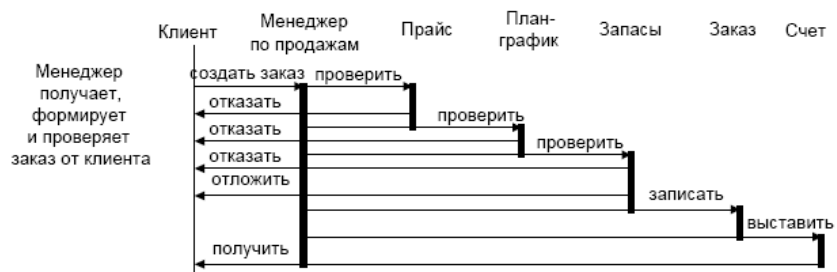 Клиент
Менеджер
по продажам
Прайс
План-
график
Запасы
Заказ
Счет
Менеджер
получает,
формирует
и проверяет
заказ от клиента
создать заказ
проверить
отказать
проверить
отказать
проверить
отказать
отложить
записать
выставить
получить